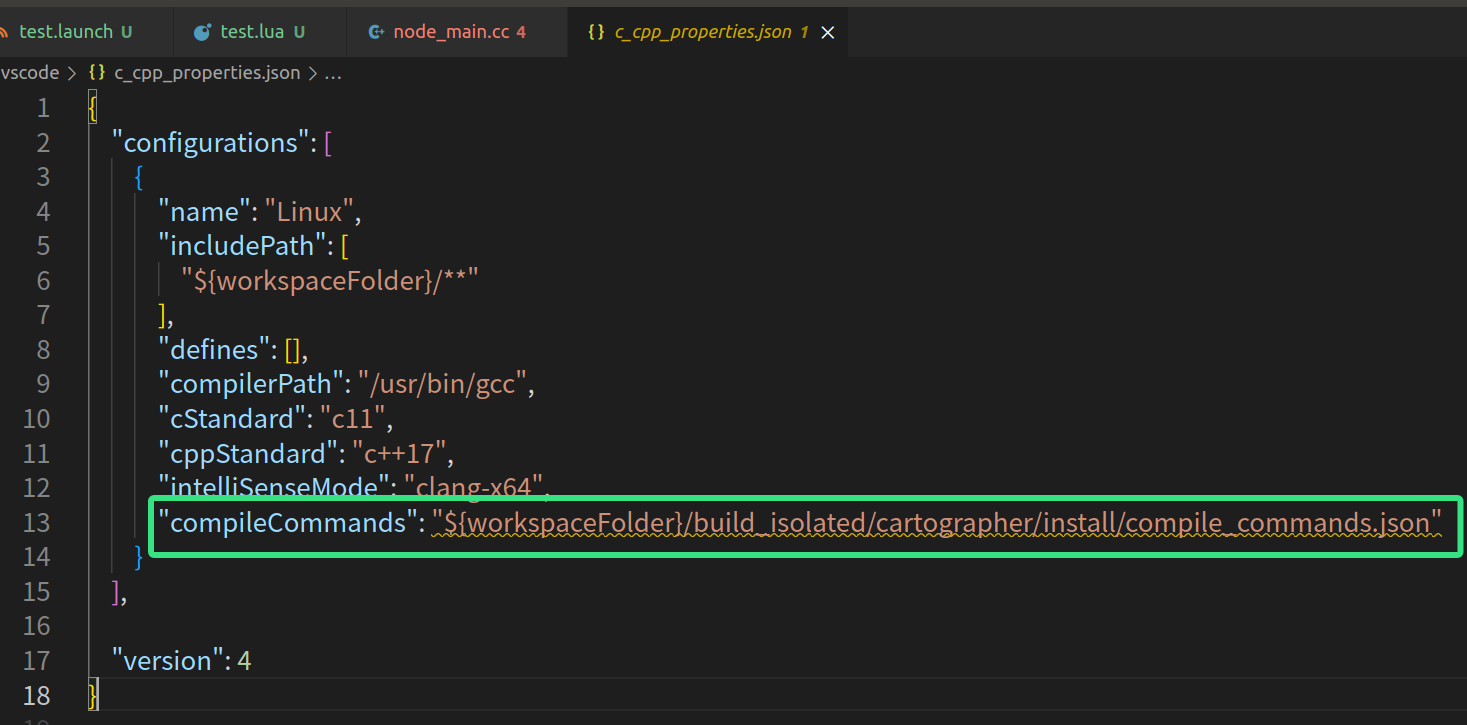 test.launch U test.lua U node_main.cc 4 {} c_cpp_properties.json 1
vscode > {} c_cpp_properties.json > ...
1 {
2 "configurations": [
3 {
4 "name": "Linux",
5 "includePath": [
6 "${workspaceFolder}/**"
7 ],
8 "defines": [],
9 "compilerPath": "/usr/bin/gcc",
10 "cStandard": "c11",
11 "cppStandard": "c++17",
12 "intelliSenseMode": "clang-x64",
13 "compileCommands": "${workspaceFolder}/build_isolated/cartographer/install/compile_commands.json"
14 }
15 ],
16
17 "version": 4
18 }
19